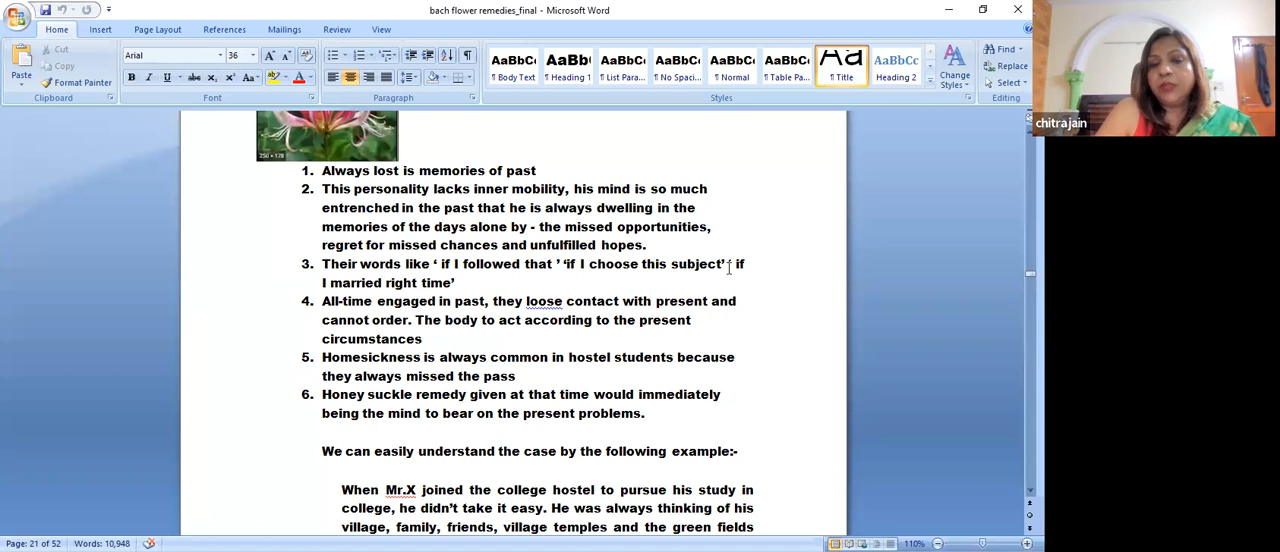 bach flower remedies_final - Microsoft Word
Home Insert Page Layout References Mailings Review View
Paste
Cut
Copy
Format Painter
Clipboard
Arial 36
B I U abc x₂ x² Aa
Font
Paragraph
AaBbCc AaBbC AaBbCc AaBbCc AaBbCc AaBbCc Aa AaBbCc
¶ Body Text ¶ Heading 1 ¶ List Para... ¶ No Spaci... ¶ Normal ¶ Table Pa... ¶ Title Heading 2
Styles
Change Styles
Find
Replace
Select
Editing
chitra jain
250 × 178
1. Always lost is memories of past
2. This personality lacks inner mobility, his mind is so much
entrenched in the past that he is always dwelling in the
memories of the days alone by - the missed opportunities,
regret for missed chances and unfulfilled hopes.
3. Their words like ‘ if I followed that ’ ‘if I choose this subject’ ‘ if
I married right time’
4. All-time engaged in past, they loose contact with present and
cannot order. The body to act according to the present
circumstances
5. Homesickness is always common in hostel students because
they always missed the pass
6. Honey suckle remedy given at that time would immediately
being the mind to bear on the present problems.
We can easily understand the case by the following example:-
When Mr.X joined the college hostel to pursue his study in
college, he didn’t take it easy. He was always thinking of his
village, family, friends, village temples and the green fields
Page: 21 of 52 Words: 10,948 110%